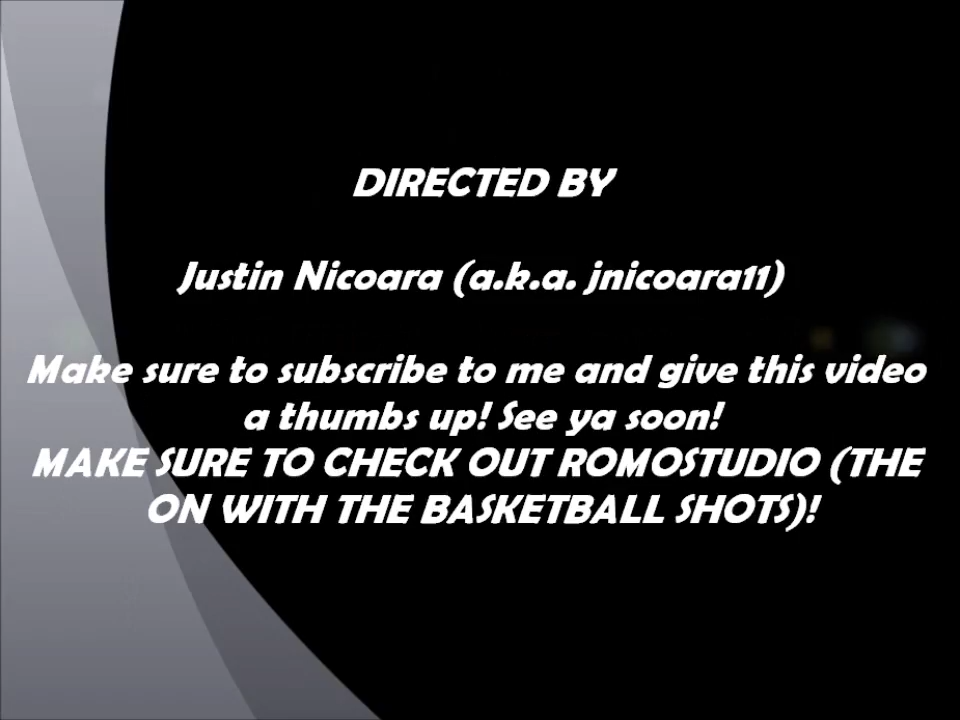 DIRECTED BY
Justin Nicoara (a.k.a. jnicoara11)
Make sure to subscribe to me and give this video
a thumbs up! See ya soon!
MAKE SURE TO CHECK OUT ROMOSTUDIO (THE
ON WITH THE BASKETBALL SHOTS)!